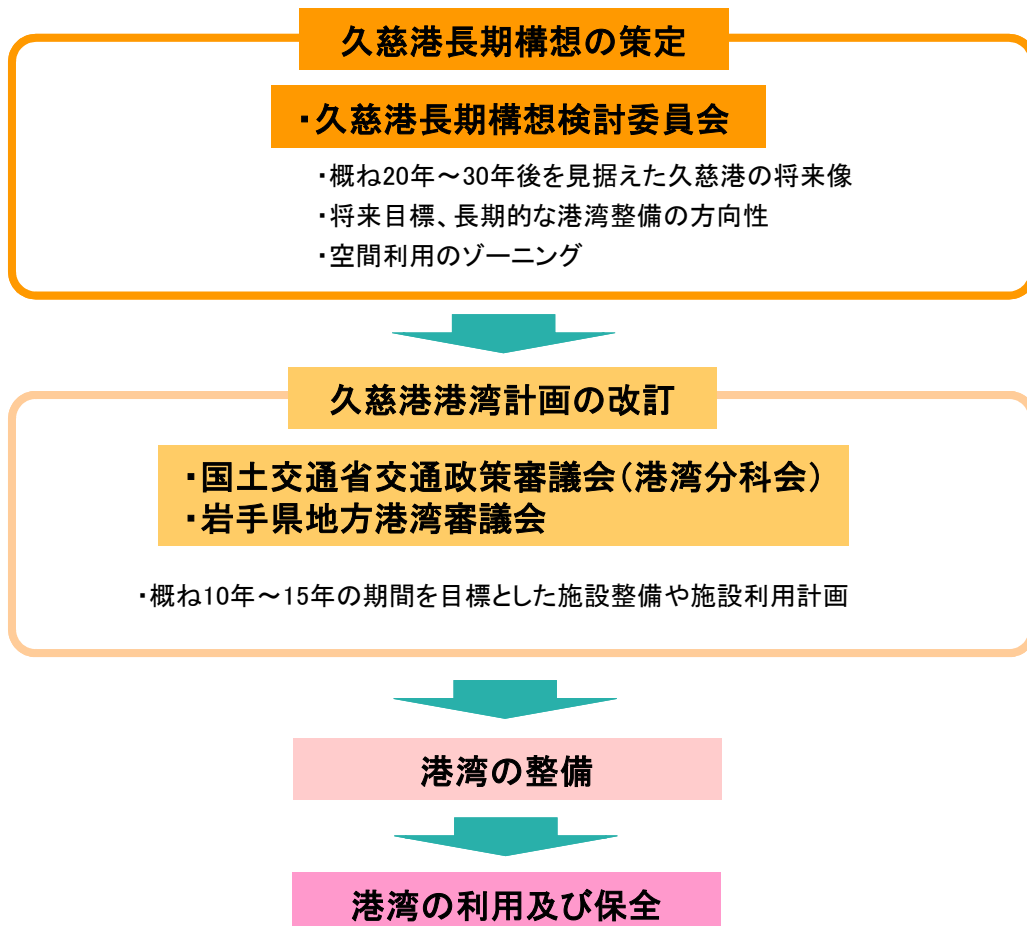 久慈港長期構想の策定
・久慈港長期構想検討委員会
・概ね20年～30年後を見据えた久慈港の将来像
・将来目標、長期的な港湾整備の方向性
・空間利用のゾーニング
久慈港港湾計画の改訂
・国土交通省交通政策審議会（港湾分科会）
・岩手県地方港湾審議会
・概ね10年～15年の期間を目標とした施設整備や施設利用計画
港湾の整備
港湾の利用及び保全